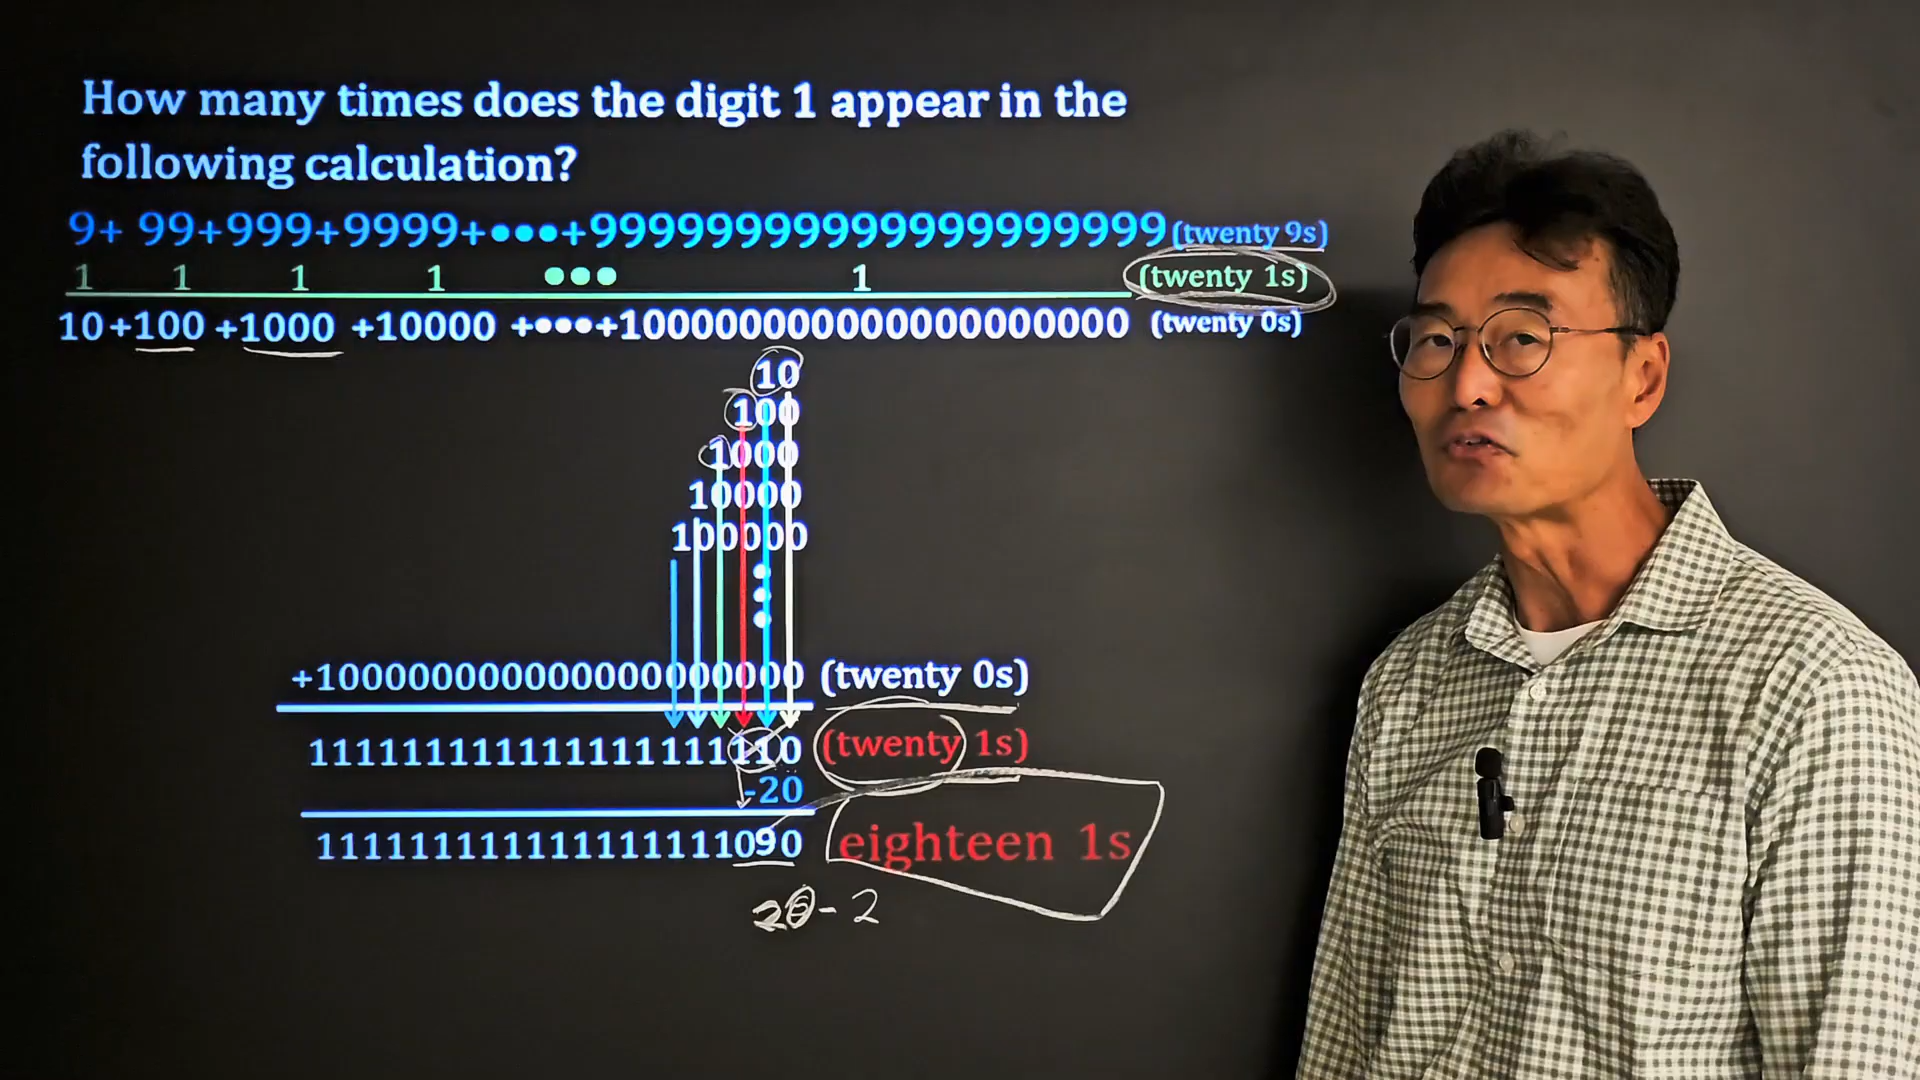 How many times does the digit 1 appear in the
following calculation?
9+ 99+999+9999+•••+99999999999999999999 (twenty 9s)
1 1 1 1 ••• 1 (twenty 1s)
10 +100 +1000 +10000 +•••+100000000000000000000 (twenty 0s)
10
100
1000
10000
100000
+100000000000000000000 (twenty 0s)
111111111111111111110 (twenty 1s)
-20
111111111111111111090 eighteen 1s
20-2